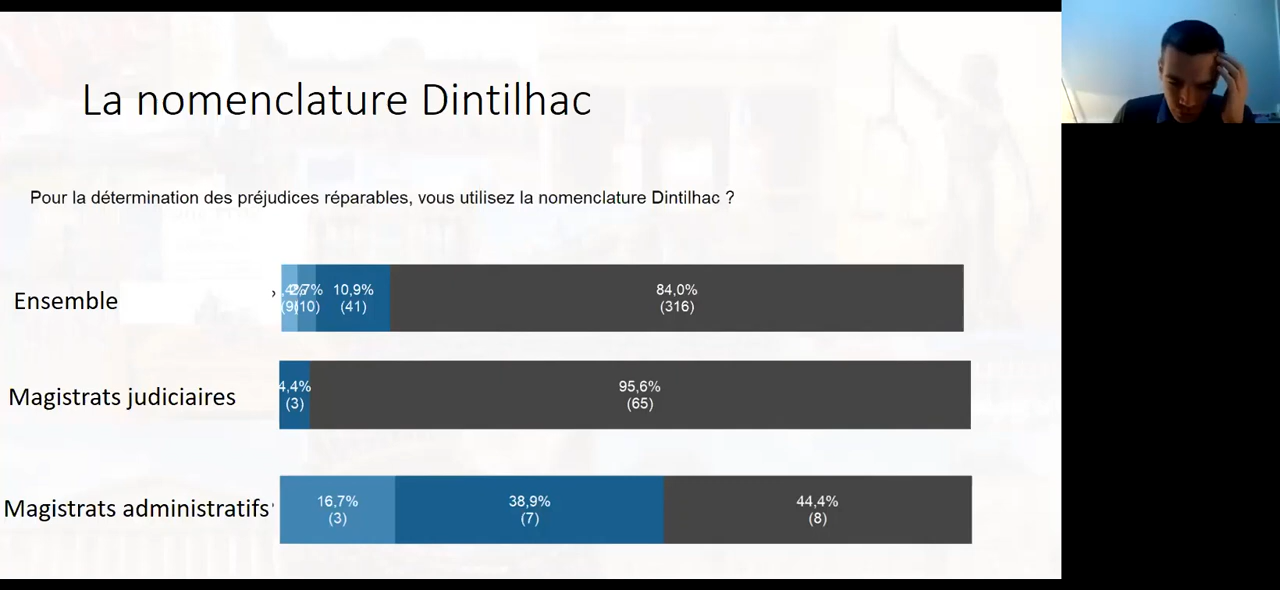 La nomenclature Dintilhac
Pour la détermination des préjudices réparables, vous utilisez la nomenclature Dintilhac ?
Ensemble
10,9%
(41)
84,0%
(316)
Magistrats judiciaires
4,4%
(3)
95,6%
(65)
Magistrats administratifs
16,7%
(3)
38,9%
(7)
44,4%
(8)